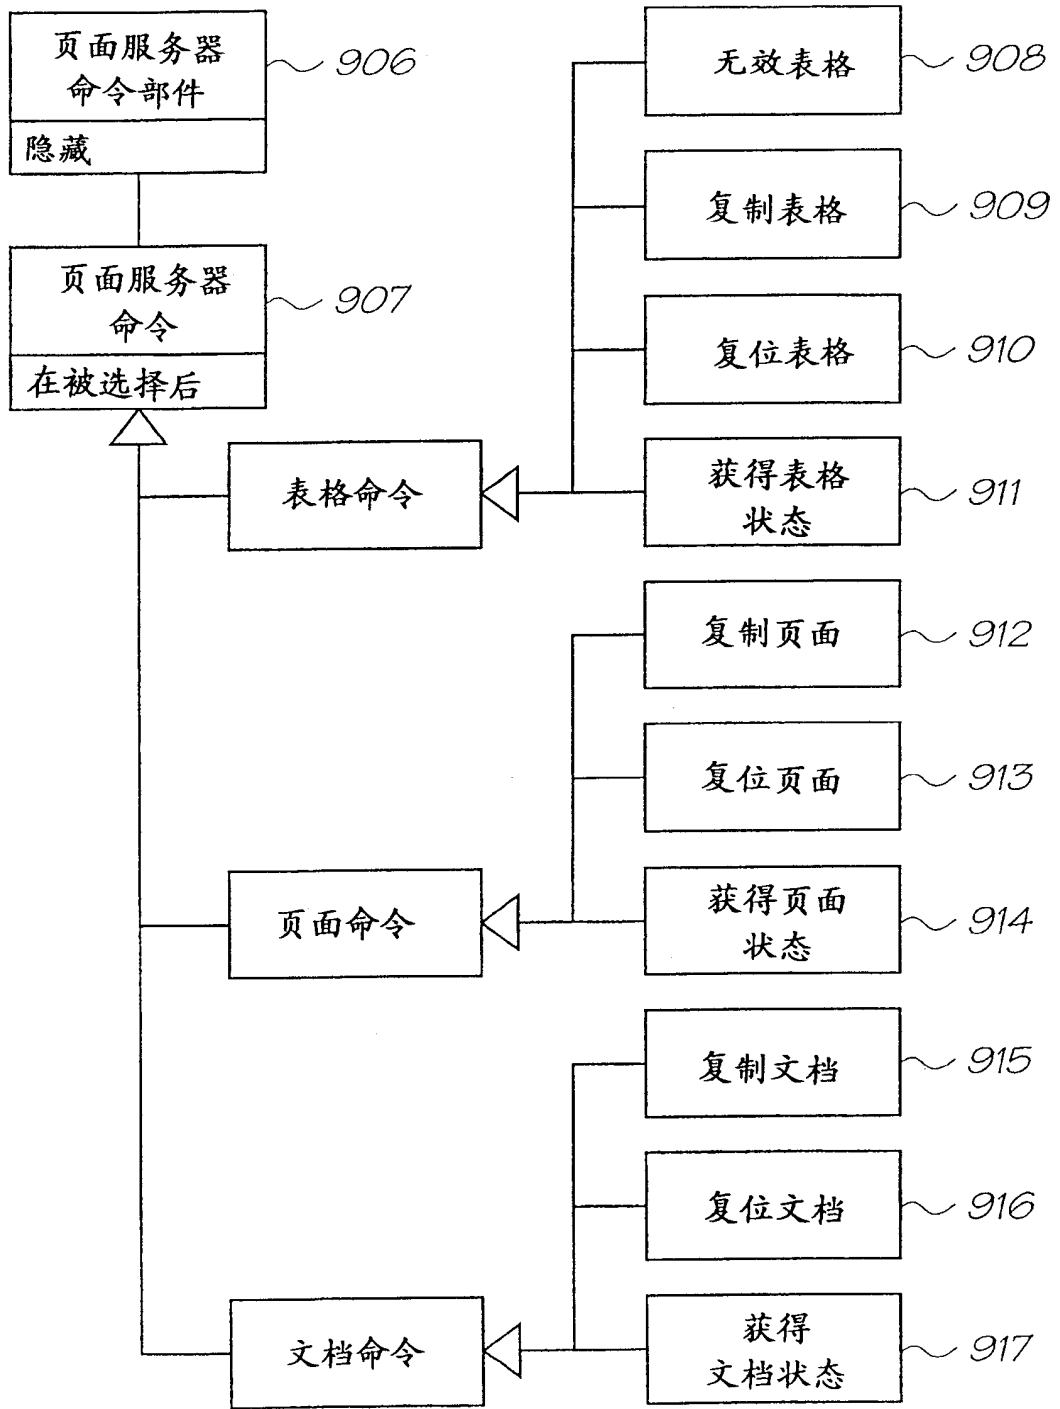 页面服务器
命令部件
隐藏
906
页面服务器
命令
在被选择后
907
表格命令
无效表格
908
复制表格
909
复位表格
910
获得表格
状态
911
页面命令
复制页面
912
复位页面
913
获得页面
状态
914
文档命令
复制文档
915
复位文档
916
获得
文档状态
917